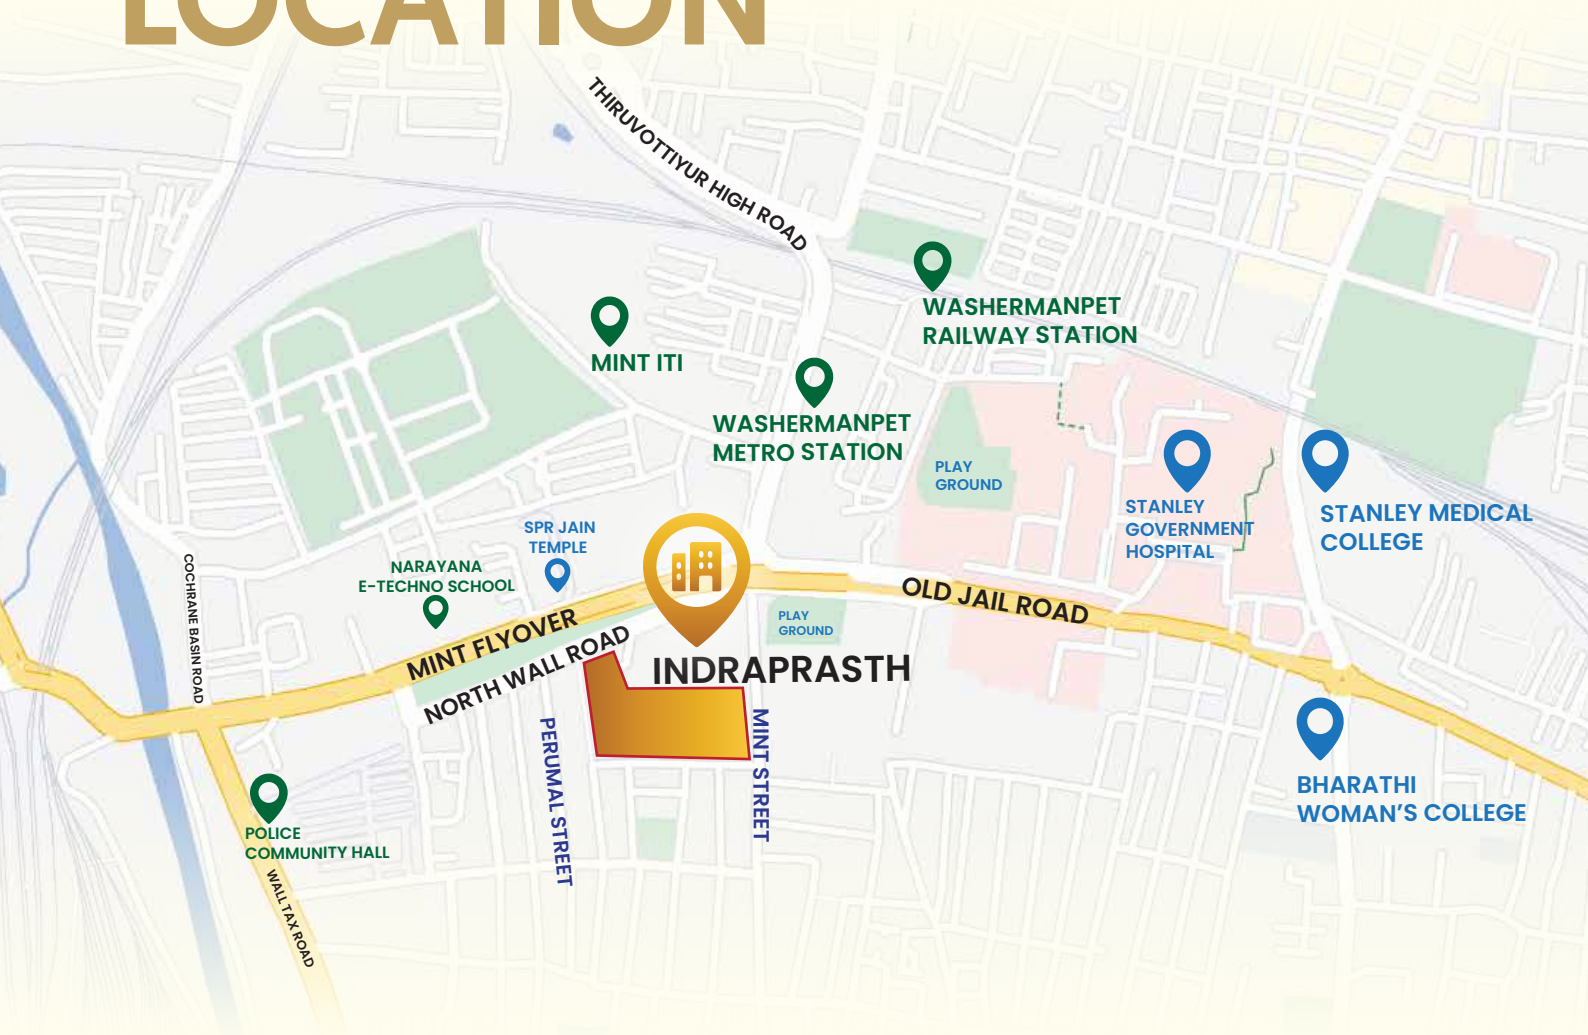 LOCATION
THIRUVOTTIYUR HIGH ROAD
WASHERMANPET
RAILWAY STATION
MINT ITI
WASHERMANPET
METRO STATION
PLAY
GROUND
STANLEY
GOVERNMENT
HOSPITAL
STANLEY MEDICAL
COLLEGE
SPR JAIN
TEMPLE
NARAYANA
E-TECHNO SCHOOL
COCHRANE BASIN ROAD
MINT FLYOVER
NORTH WALL ROAD
OLD JAIL ROAD
PLAY
GROUND
INDRAPRASTH
PERUMAL STREET
MINT STREET
BHARATHI
WOMAN'S COLLEGE
POLICE
COMMUNITY HALL
WALL TAX ROAD